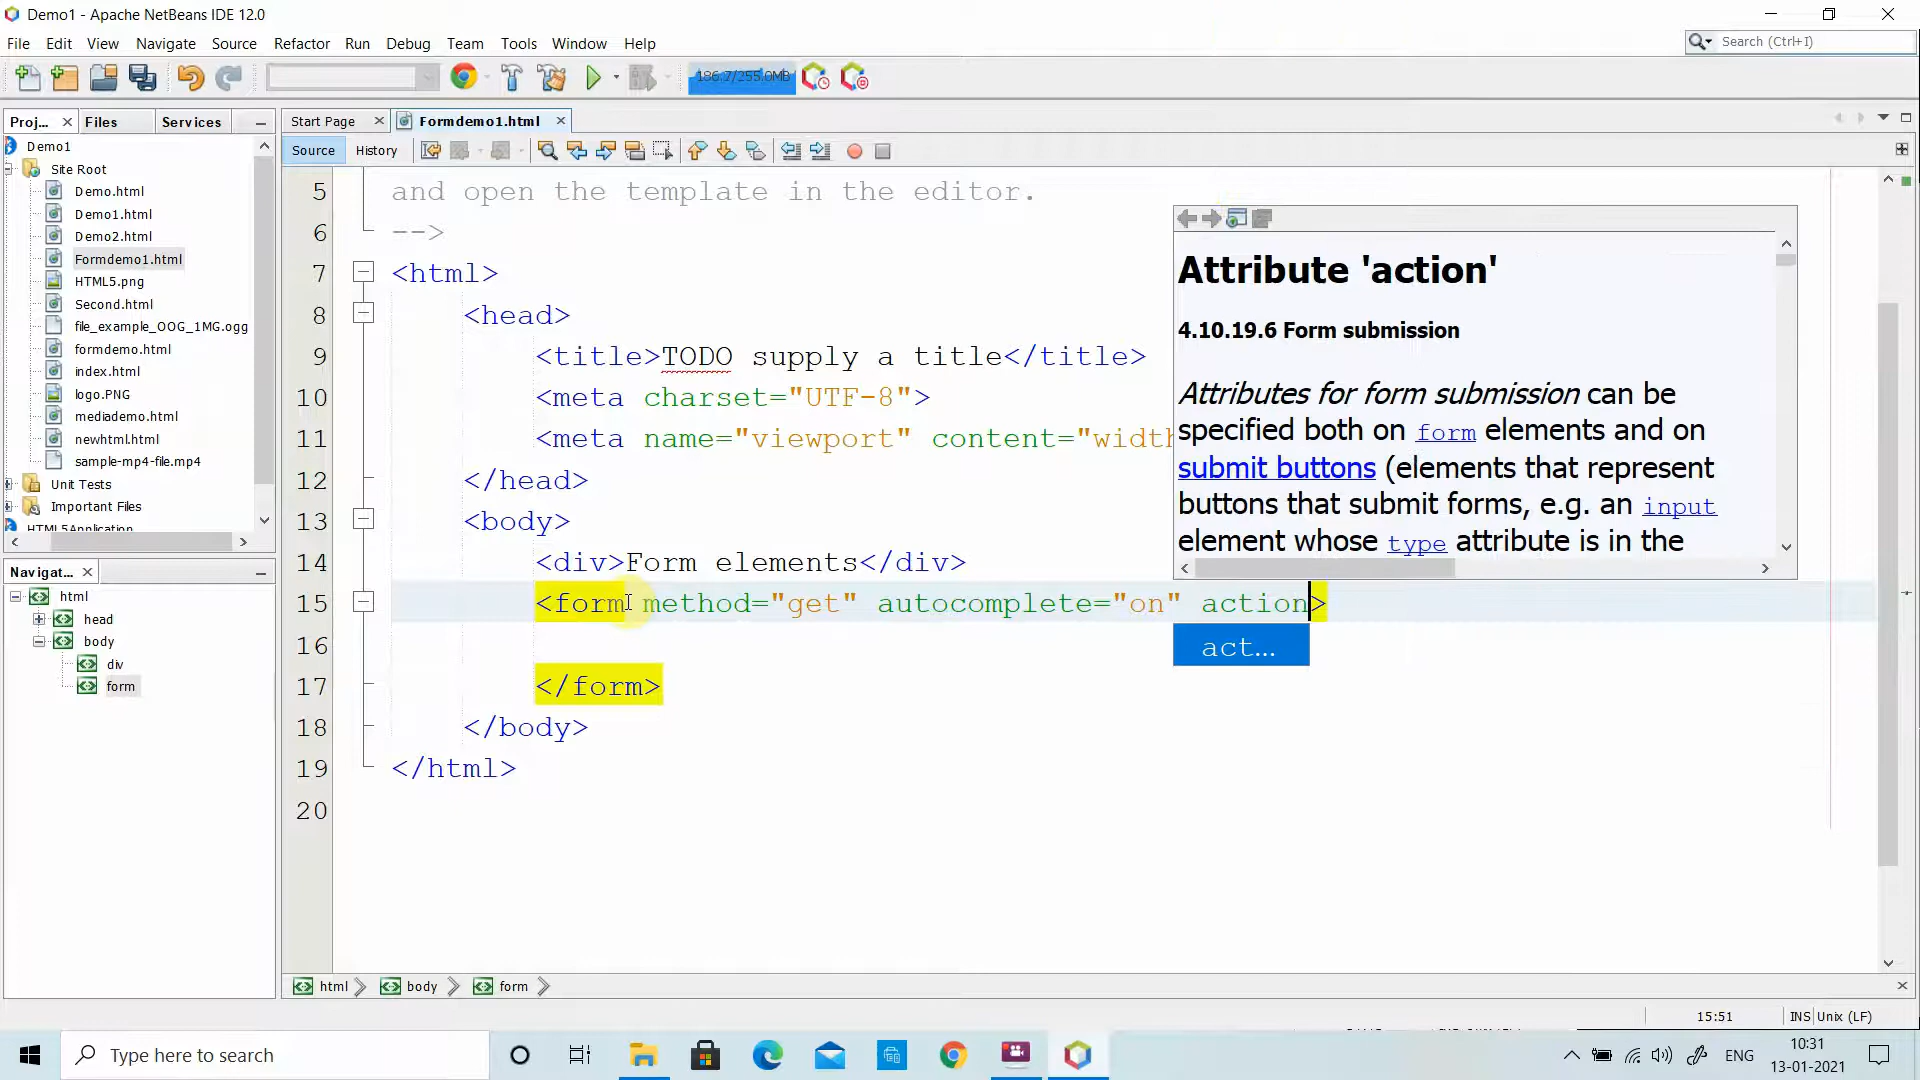 Demo1 - Apache NetBeans IDE 12.0
File Edit View Navigate Source Refactor Run Debug Team Tools Window Help
Search (Ctrl+I)
186.7/255.0MB
Proj... Files Services
Start Page Formdemo1.html
Source History
Demo1
Site Root
Demo.html
Demo1.html
Demo2.html
Formdemo1.html
HTML5.png
Second.html
file_example_OOG_1MG.ogg
formdemo.html
index.html
logo.PNG
mediademo.html
newhtml.html
sample-mp4-file.mp4
Unit Tests
Important Files
HTML5Application
Navigat...
html
head
body
div
form
5 and open the template in the editor.
6 -->
7 <html>
8 <head>
9 <title>TODO supply a title</title>
10 <meta charset="UTF-8">
11 <meta name="viewport" content="width
12 </head>
13 <body>
14 <div>Form elements</div>
15 <form method="get" autocomplete="on" action>
16
17 </form>
18 </body>
19 </html>
20
act...
Attribute 'action'
4.10.19.6 Form submission
Attributes for form submission can be
specified both on form elements and on
submit buttons (elements that represent
buttons that submit forms, e.g. an input
element whose type attribute is in the
html body form
15:51 INS Unix (LF)
Type here to search
ENG
10:31
13-01-2021